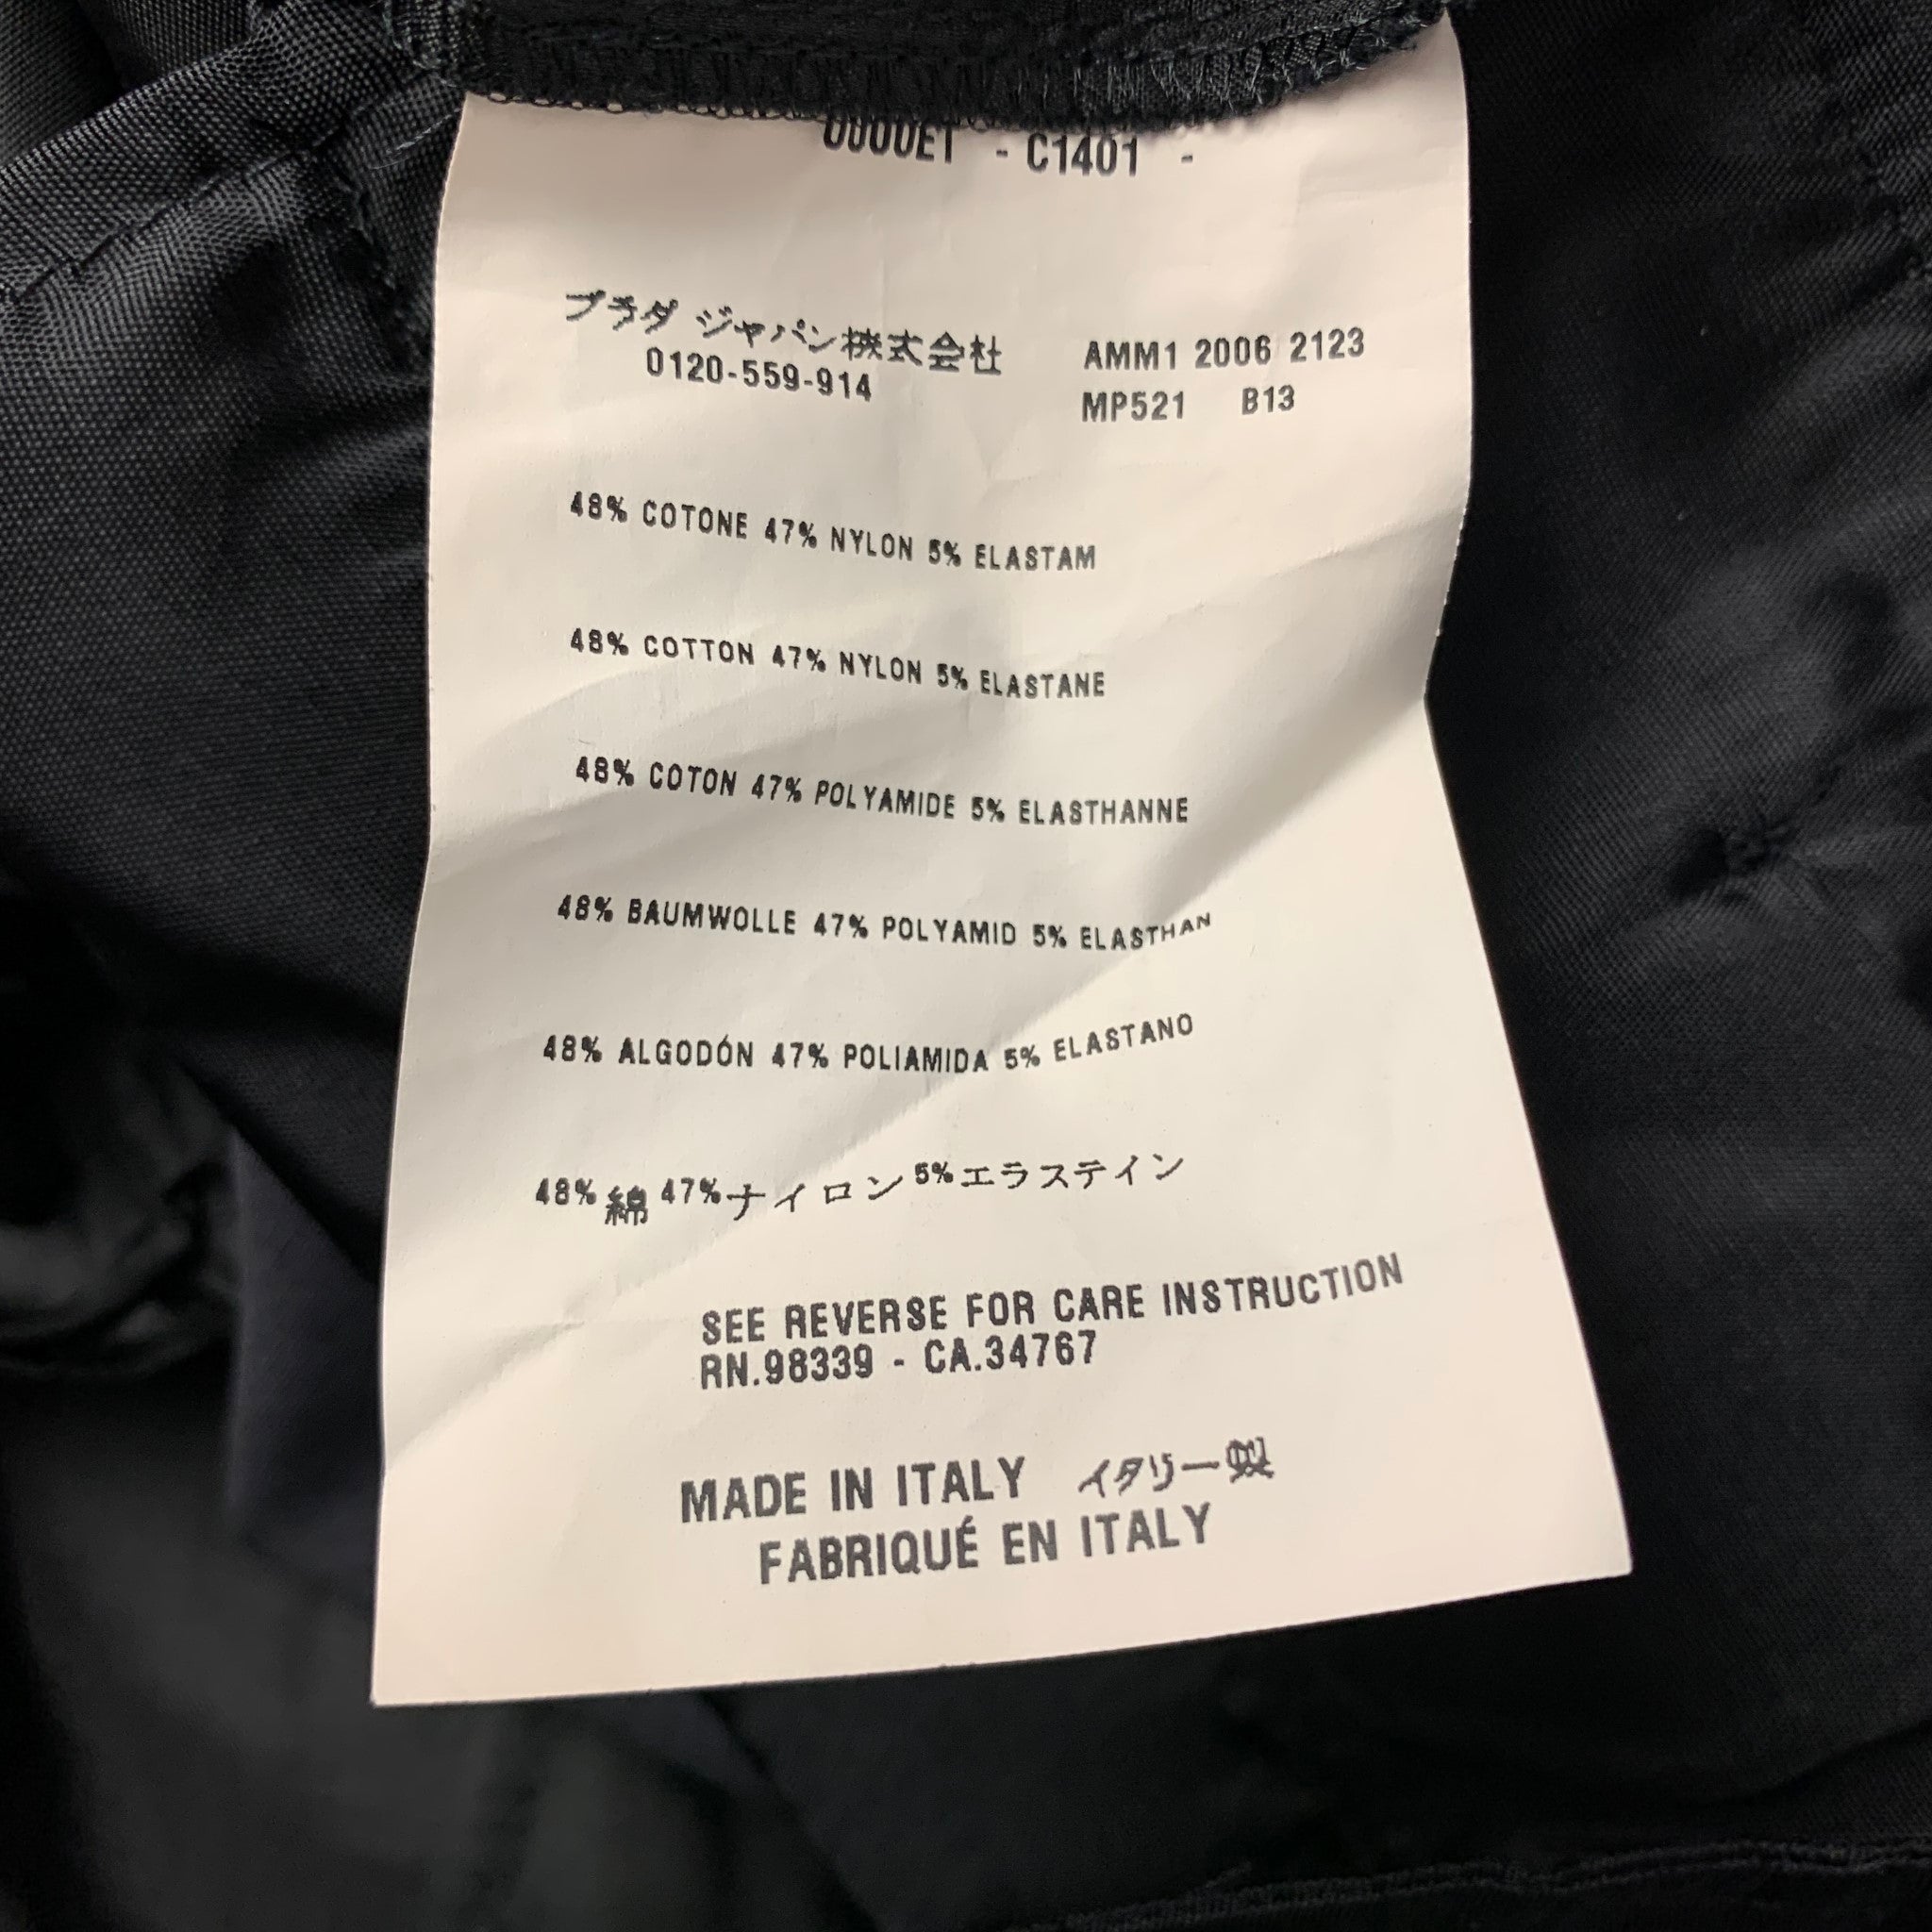 - C1401 -
プラダ ジャパン株式会社
0120-559-914
AMM1 2006 2123
MP521 B13
48% COTONE 47% NYLON 5% ELASTAM
48% COTTON 47% NYLON 5% ELASTANE
48% COTON 47% POLYAMIDE 5% ELASTHANNE
48% BAUMWOLLE 47% POLYAMID 5% ELASTHAN
48% ALGODÓN 47% POLIAMIDA 5% ELASTANO
48% 綿 47% ナイロン 5% エラステイン
SEE REVERSE FOR CARE INSTRUCTION
RN.98339 - CA.34767
MADE IN ITALY イタリー製
FABRIQUÉ EN ITALY